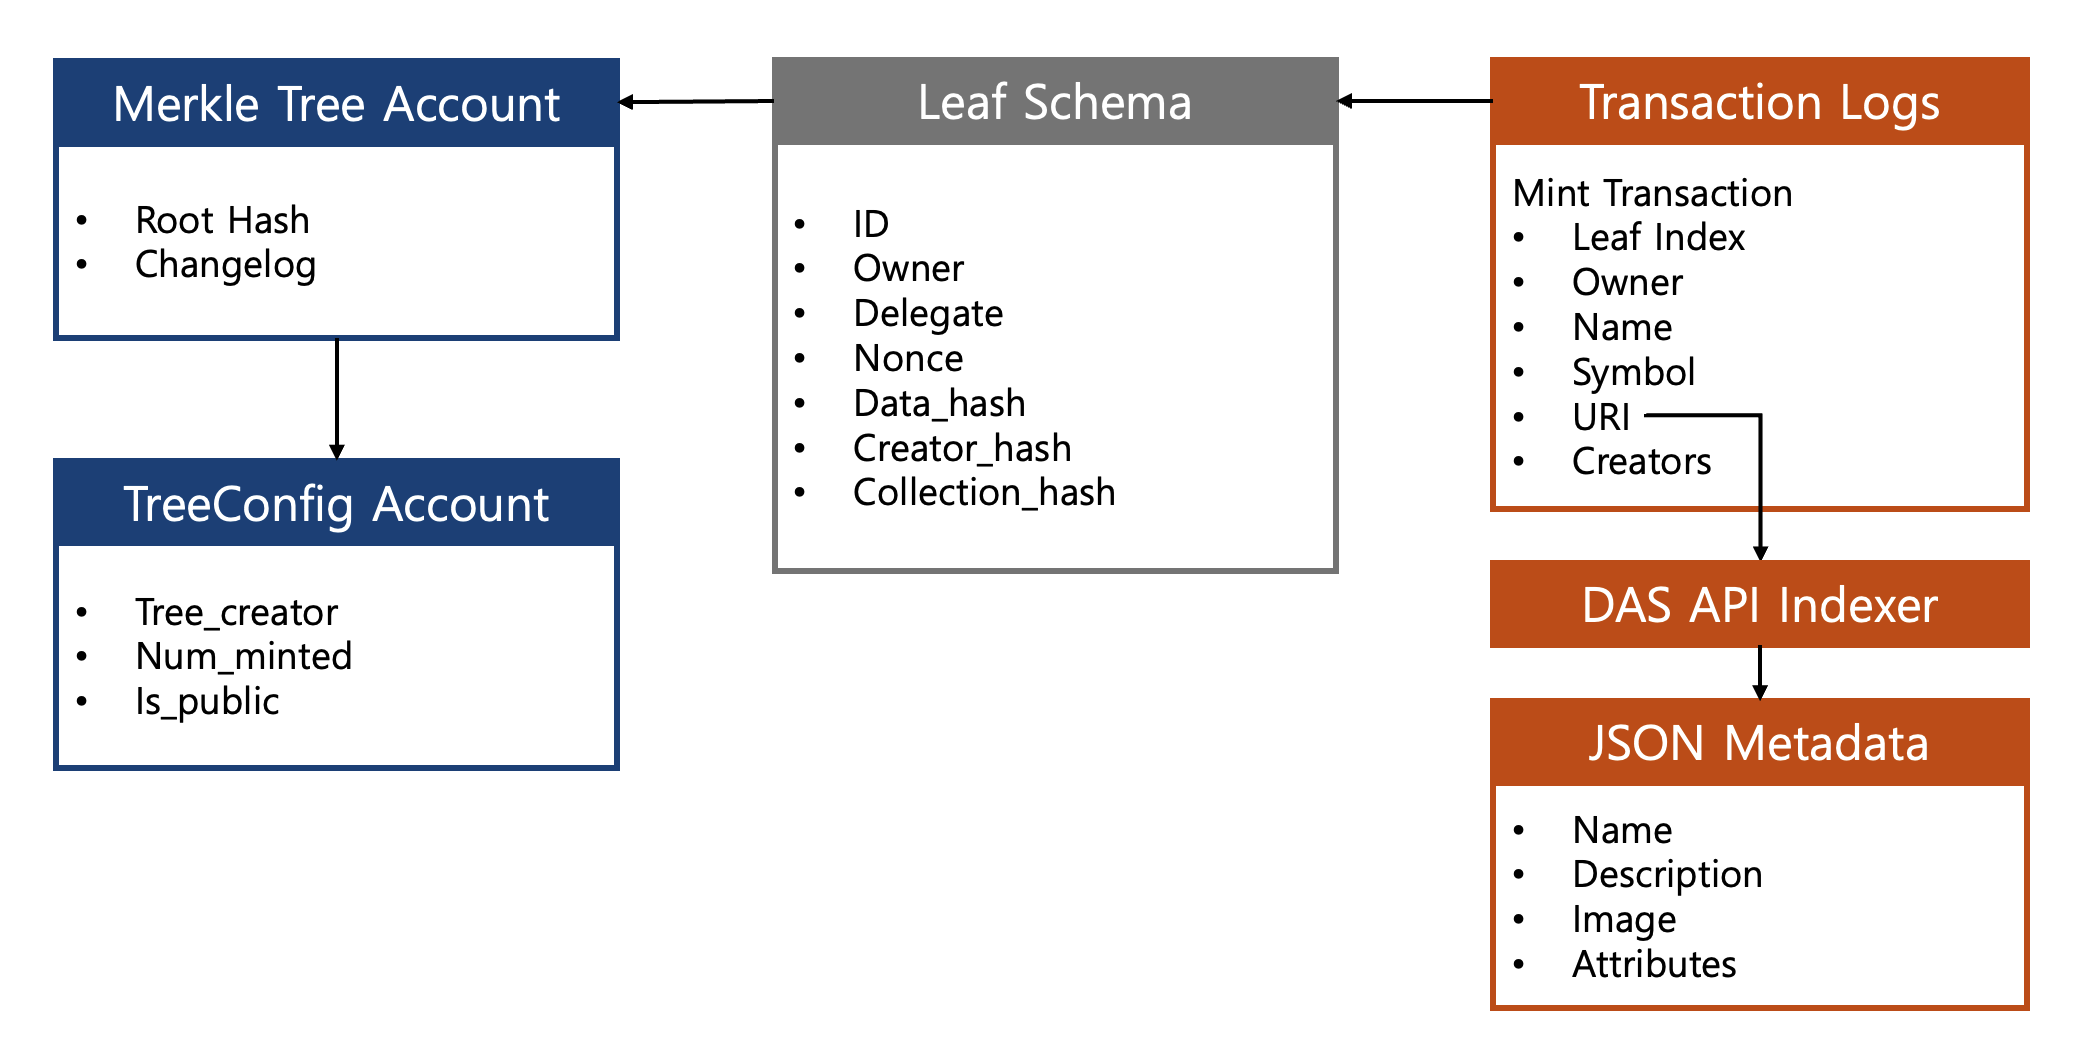 Merkle Tree Account
• Root Hash
• Changelog
TreeConfig Account
• Tree_creator
• Num_minted
• Is_public
Leaf Schema
• ID
• Owner
• Delegate
• Nonce
• Data_hash
• Creator_hash
• Collection_hash
Transaction Logs
Mint Transaction
• Leaf Index
• Owner
• Name
• Symbol
• URI
• Creators
DAS API Indexer
JSON Metadata
• Name
• Description
• Image
• Attributes